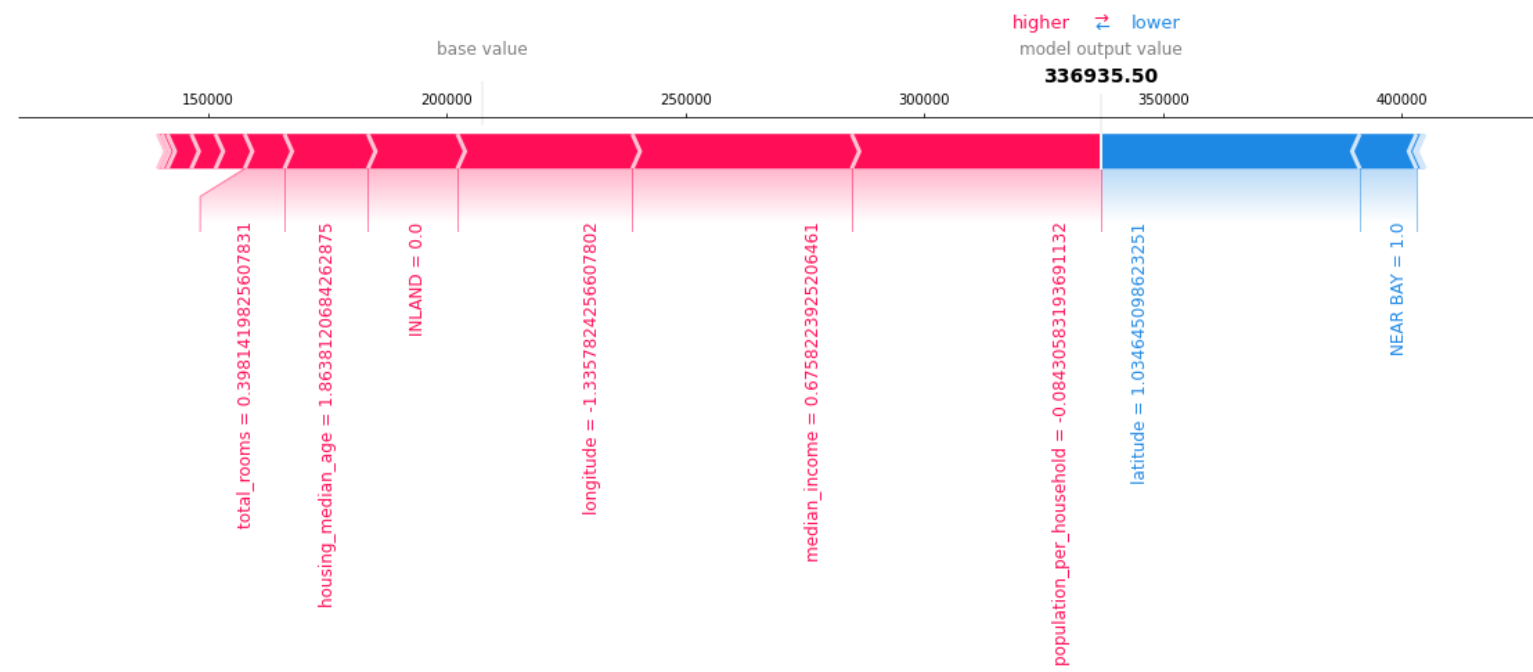 higher ⇄ lower
base value
model output value
336935.50
150000 200000 250000 300000 350000 400000
total_rooms = 0.3981419825607831
housing_median_age = 1.8638120684262875
INLAND = 0.0
longitude = -1.3357824256607802
median_income = 0.6758223925206461
population_per_household = -0.08430583193691132
latitude = 1.03464509862​3251
NEAR BAY = 1.0